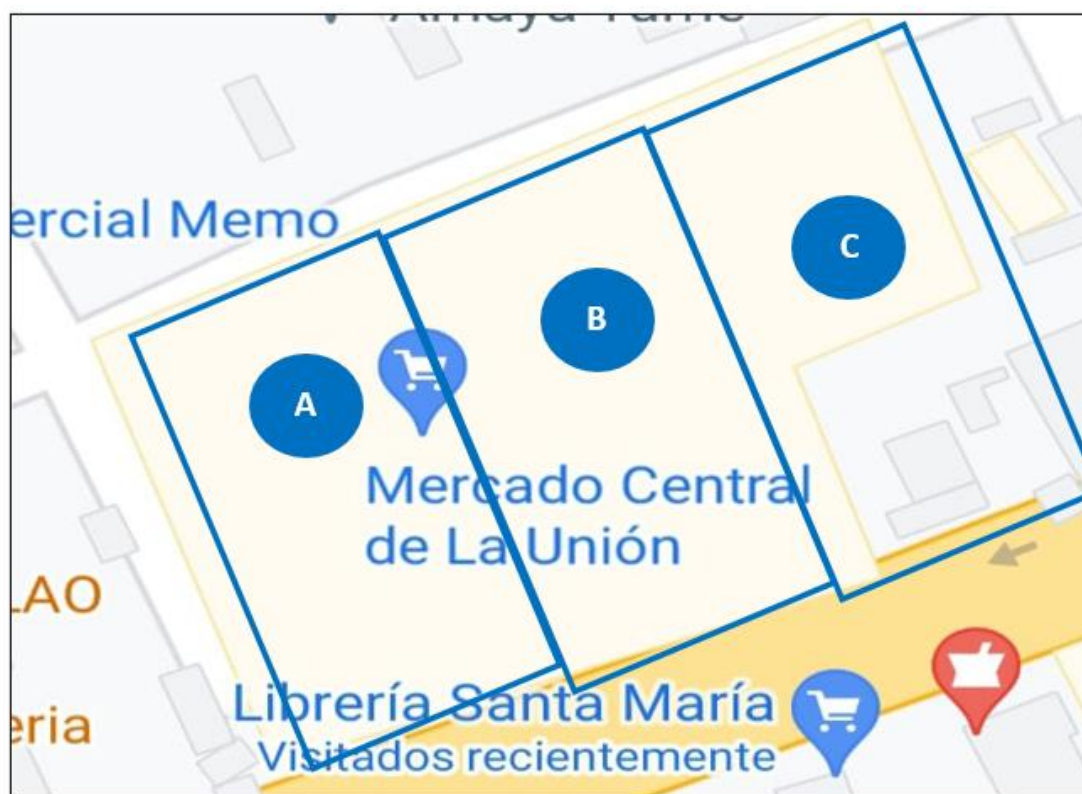 ercial Memo
C
B
A
Mercado Central
de La Unión
LAO
Librería Santa María
eria
Visitados recientemente